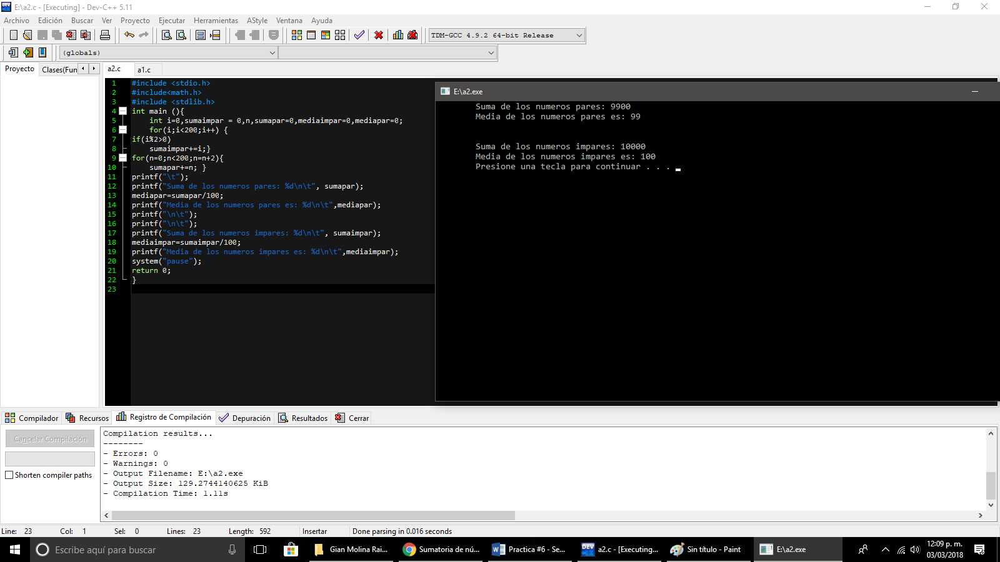 E:\a2.c - [Executing] - Dev-C++ 5.11
Archivo Edición Buscar Ver Proyecto Ejecutar Herramientas AStyle Ventana Ayuda
TDM-GCC 4.9.2 64-bit Release
(globals)
Proyecto Clases(Fun
a2.c a1.c
1 #include <stdio.h>
2 #include<math.h>
3 #include <stdlib.h>
4 int main (){
5 int i=0,sumaimpar = 0,n,sumapar=0,mediaimpar=0,mediapar=0;
6 for(i;i<200;i++) {
7 if(i%2>0)
8 sumaimpar+=i;}
9 for(n=0;n<200;n=n+2){
10 sumapar+=n; }
11 printf("\t");
12 printf("Suma de los numeros pares: %d\n\t", sumapar);
13 mediapar=sumapar/100;
14 printf("Media de los numeros pares es: %d\n\t",mediapar);
15 printf("\n\t");
16 printf("\n\t");
17 printf("Suma de los numeros impares: %d\n\t", sumaimpar);
18 mediaimpar=sumaimpar/100;
19 printf("Media de los numeros impares es: %d\n\t",mediaimpar);
20 system("pause");
21 return 0;
22 }
23
E:\a2.exe
Suma de los numeros pares: 9900
Media de los numeros pares es: 99
Suma de los numeros impares: 10000
Media de los numeros impares es: 100
Presione una tecla para continuar . . .
Compilador Recursos Registro de Compilación Depuración Resultados Cerrar
Cancelar Compilación
Shorten compiler paths
Compilation results...
--------
- Errors: 0
- Warnings: 0
- Output Filename: E:\a2.exe
- Output Size: 129.2744140625 KiB
- Compilation Time: 1.11s
Line: 23 Col: 1 Sel: 0 Lines: 23 Length: 592 Insertar Done parsing in 0.016 seconds
Escribe aquí para buscar
Gian Molina Rai... Sumatoria de nú... Practica #6 - Se... a2.c - [Executing... Sin título - Paint E:\a2.exe
12:09 p. m.
03/03/2018